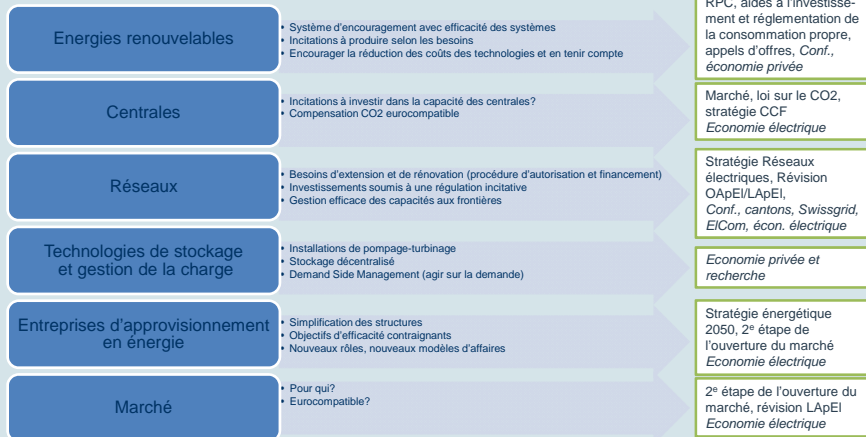 Energies renouvelables
• Système d'encouragement avec efficacité des systèmes
• Incitations à produire selon les besoins
• Encourager la réduction des coûts des technologies et en tenir compte
RPC, aides à l'investisse-
ment et réglementation de
la consommation propre,
appels d'offres, Conf.,
économie privée
Centrales
• Incitations à investir dans la capacité des centrales?
• Compensation CO2 eurocompatible
Marché, loi sur le CO2,
stratégie CCF
Economie électrique
Réseaux
• Besoins d'extension et de rénovation (procédure d'autorisation et financement)
• Investissements soumis à une régulation incitative
• Gestion efficace des capacités aux frontières
Stratégie Réseaux
électriques, Révision
OApEl/LApEl,
Conf., cantons, Swissgrid,
ElCom, écon. électrique
Technologies de stockage
et gestion de la charge
• Installations de pompage-turbinage
• Stockage décentralisé
• Demand Side Management (agir sur la demande)
Economie privée et
recherche
Entreprises d'approvisionnement
en énergie
• Simplification des structures
• Objectifs d'efficacité contraignants
• Nouveaux rôles, nouveaux modèles d'affaires
Stratégie énergétique
2050, 2e étape de
l'ouverture du marché
Economie électrique
Marché
• Pour qui?
• Eurocompatible?
2e étape de l'ouverture du
marché, révision LApEl
Economie électrique